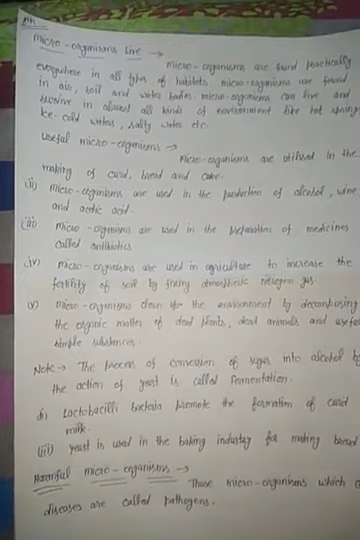 Micro-organisms live →
Micro-organisms are found practically
everywhere in all types of habitats, micro-organisms are found
in air, soil and water bodies. micro-organisms can live and
survive in almost all kinds of environment like hot spring
Ice-cold waters, salty water etc.
Useful micro-organisms →
Micro-organisms are utilised in the
making of curd, bread and cake.
(ii) micro-organisms are used in the production of alcohol, wine
and acetic acid.
(iii) micro-organisms are used in the preparation of medicines
called antibiotics.
(iv) micro-organisms are used in agriculture to increase the
fertility of soil by fixing atmospheric nitrogen gas.
(v) micro-organisms clean up the environment by decomposing
the organic matter of dead plants, dead animals, and
simple substances.
Note → The process of conversion of sugar into alcohol by
the action of yeast is called fermentation.
Lactobacilli bacteria promote the formation of curd
milk.
(iii) yeast is used in the baking industry for making bread
Harmful micro-organisms →
Those micro-organisms which
diseases are called pathogens.